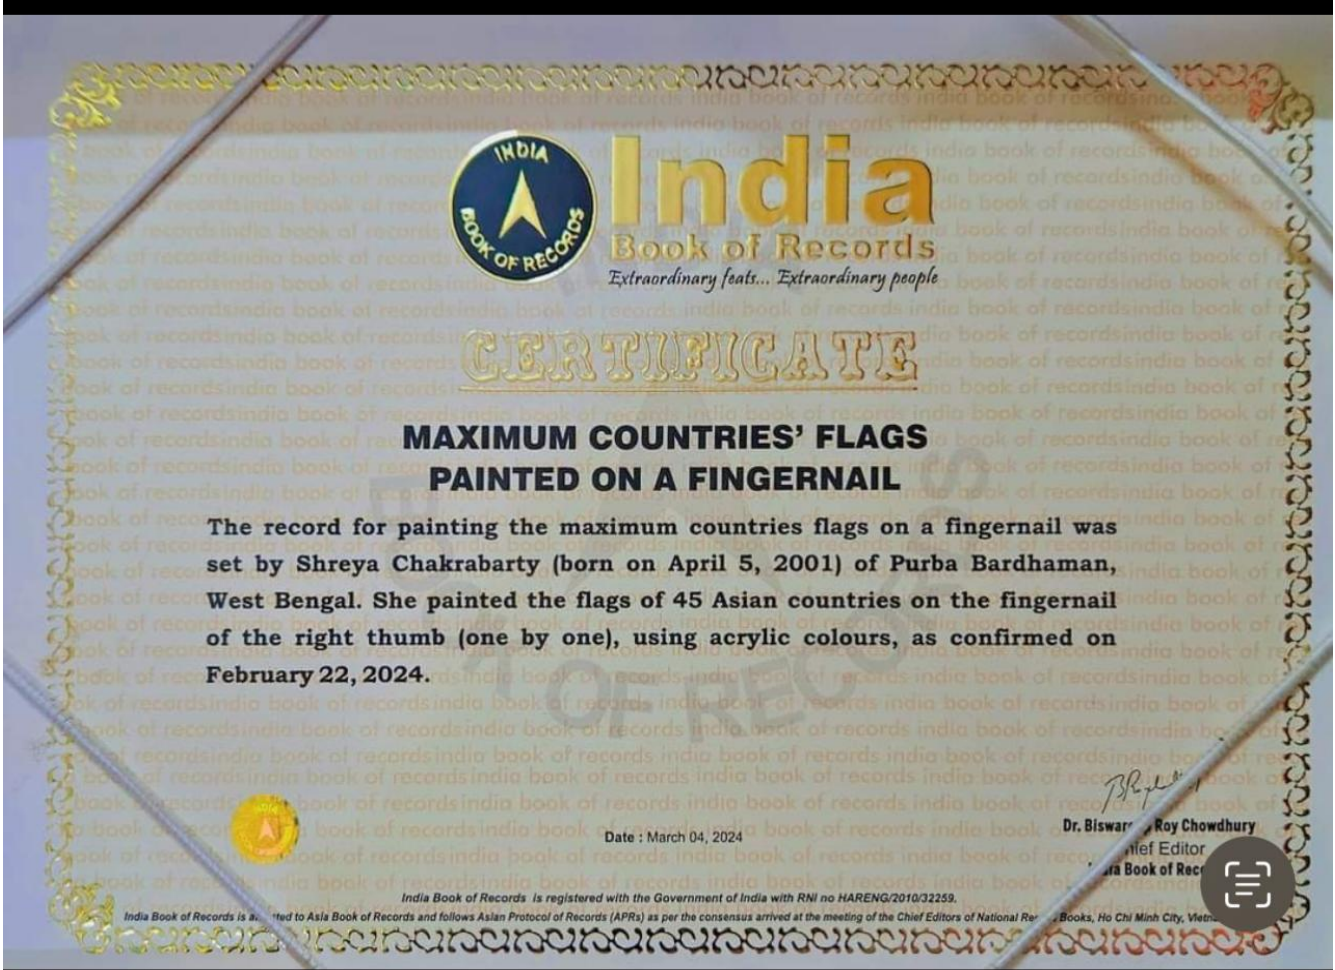 INDIA
BOOK OF RECORDS
India
Book of Records
Extraordinary feats... Extraordinary people
CERTIFICATE
MAXIMUM COUNTRIES' FLAGS
PAINTED ON A FINGERNAIL
The record for painting the maximum countries flags on a fingernail was
set by Shreya Chakrabarty (born on April 5, 2001) of Purba Bardhaman,
West Bengal. She painted the flags of 45 Asian countries on the fingernail
of the right thumb (one by one), using acrylic colours, as confirmed on
February 22, 2024.
Date : March 04, 2024
Dr. Roy Chowdhury
Editor
Book of
India Book of Records is registered with the Government of India with RNI no HARENG/2010/32259.
India Book of Records is to Asia Book of Records and follows Asian Protocol of Records (APRs) as per the consensus arrived at the meeting of the Chief Editors of National Books, Ho Chi Minh City,